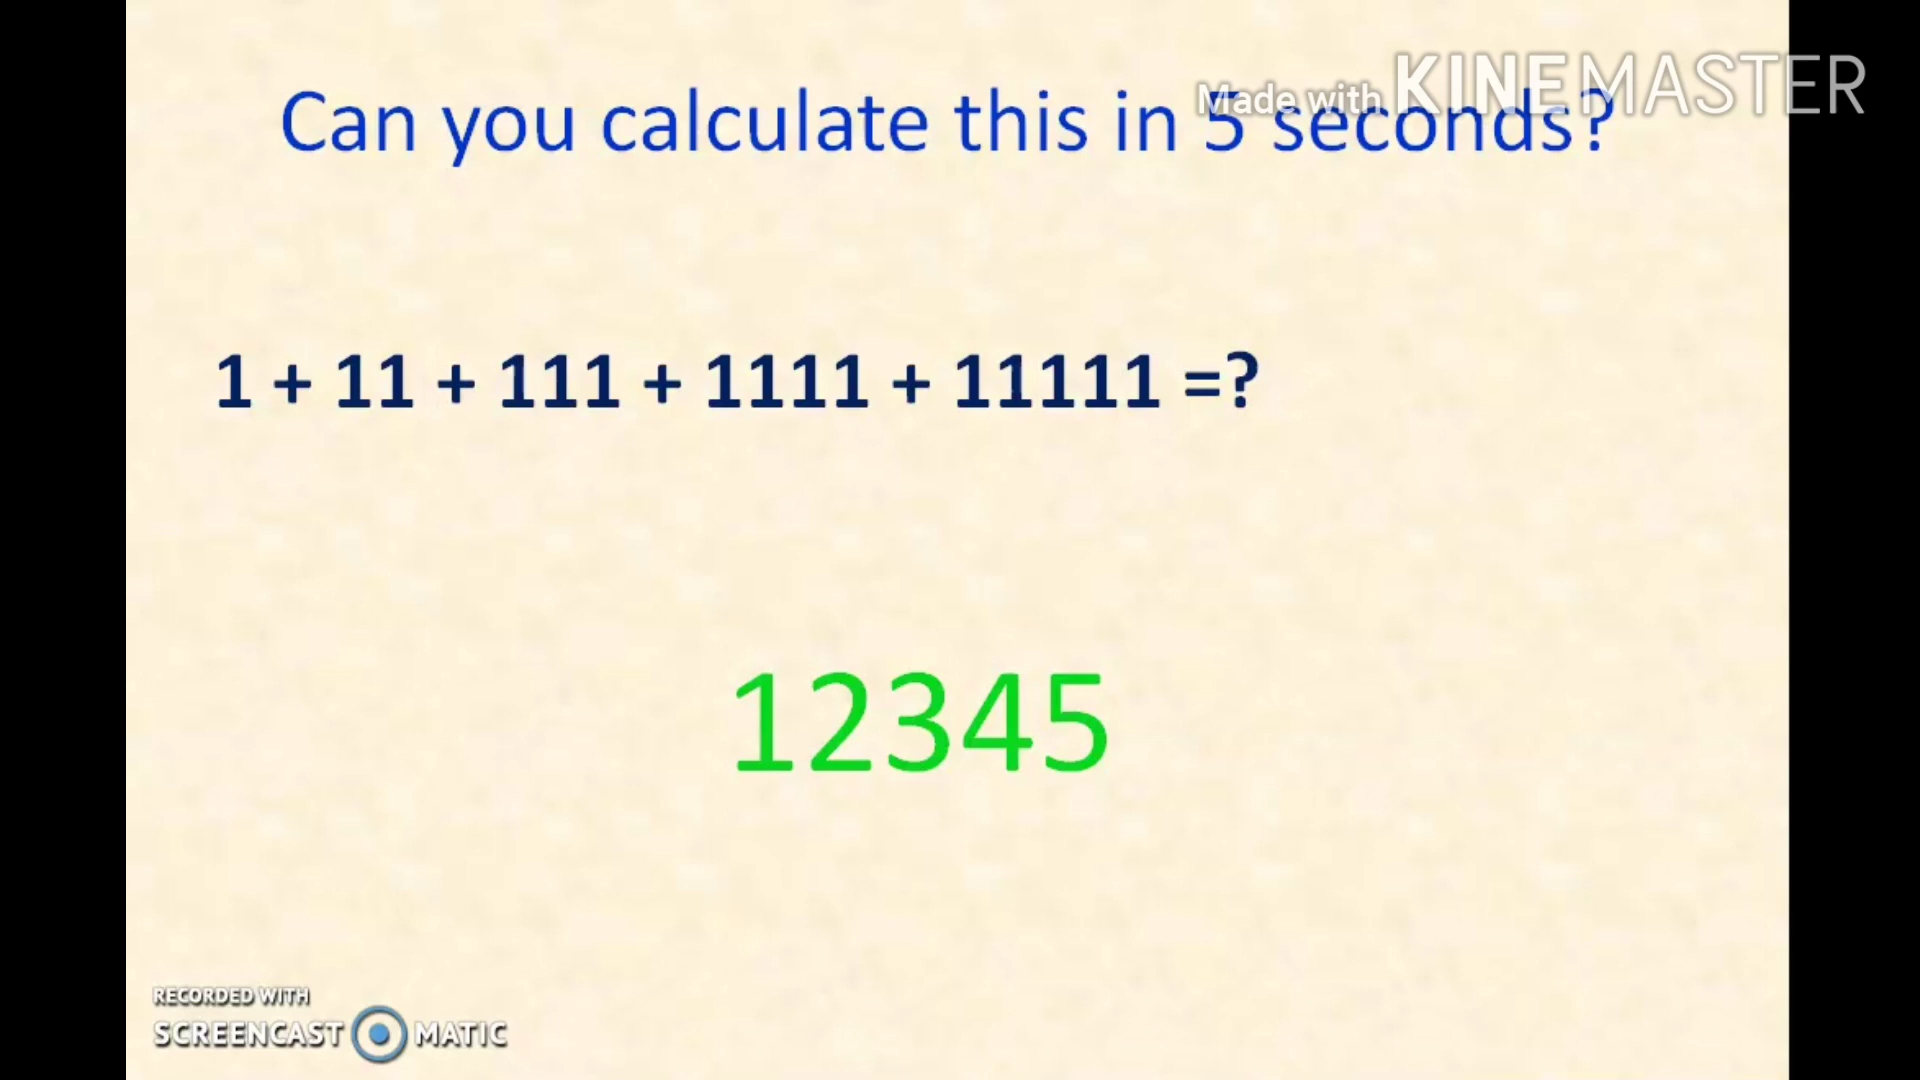 Made with KINEMASTER
Can you calculate this in 5 seconds?
1 + 11 + 111 + 1111 + 11111 =?
12345
RECORDED WITH
SCREENCAST MATIC